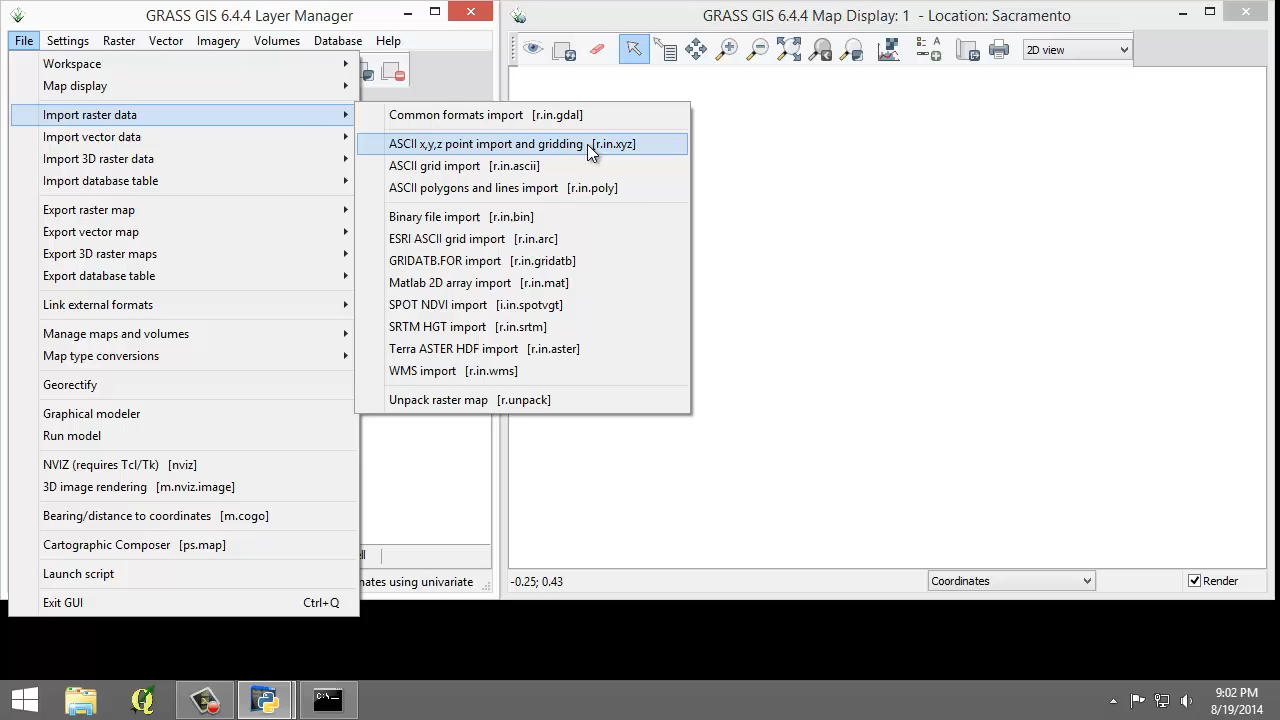 GRASS GIS 6.4.4 Layer Manager
GRASS GIS 6.4.4 Map Display: 1 - Location: Sacramento
File Settings Raster Vector Imagery Volumes Database Help
2D view
Workspace
Map display
Import raster data
Import vector data
Import 3D raster data
Import database table
Export raster map
Export vector map
Export 3D raster maps
Export database table
Link external formats
Manage maps and volumes
Map type conversions
Georectify
Graphical modeler
Run model
NVIZ (requires Tcl/Tk) [nviz]
3D image rendering [m.nviz.image]
Bearing/distance to coordinates [m.cogo]
Cartographic Composer [ps.map]
Launch script
Exit GUI Ctrl+Q
Common formats import [r.in.gdal]
ASCII x,y,z point import and gridding [r.in.xyz]
ASCII grid import [r.in.ascii]
ASCII polygons and lines import [r.in.poly]
Binary file import [r.in.bin]
ESRI ASCII grid import [r.in.arc]
GRIDATB.FOR import [r.in.gridatb]
Matlab 2D array import [r.in.mat]
SPOT NDVI import [i.in.spotvgt]
SRTM HGT import [r.in.srtm]
Terra ASTER HDF import [r.in.aster]
WMS import [r.in.wms]
Unpack raster map [r.unpack]
nates using univariate
-0.25; 0.43
Coordinates
Render
9:02 PM
8/19/2014